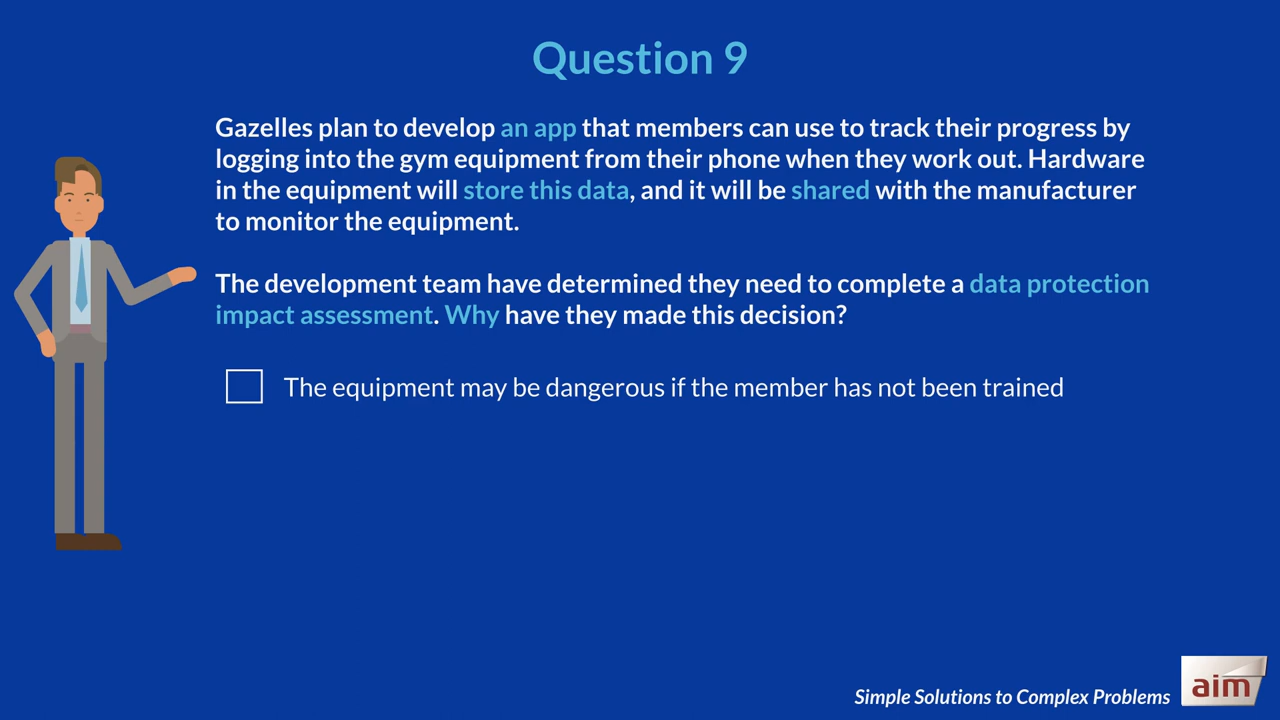 Question 9
Gazelles plan to develop an app that members can use to track their progress by
logging into the gym equipment from their phone when they work out. Hardware
in the equipment will store this data, and it will be shared with the manufacturer
to monitor the equipment.
The development team have determined they need to complete a data protection
impact assessment. Why have they made this decision?
The equipment may be dangerous if the member has not been trained
Simple Solutions to Complex Problems
aim